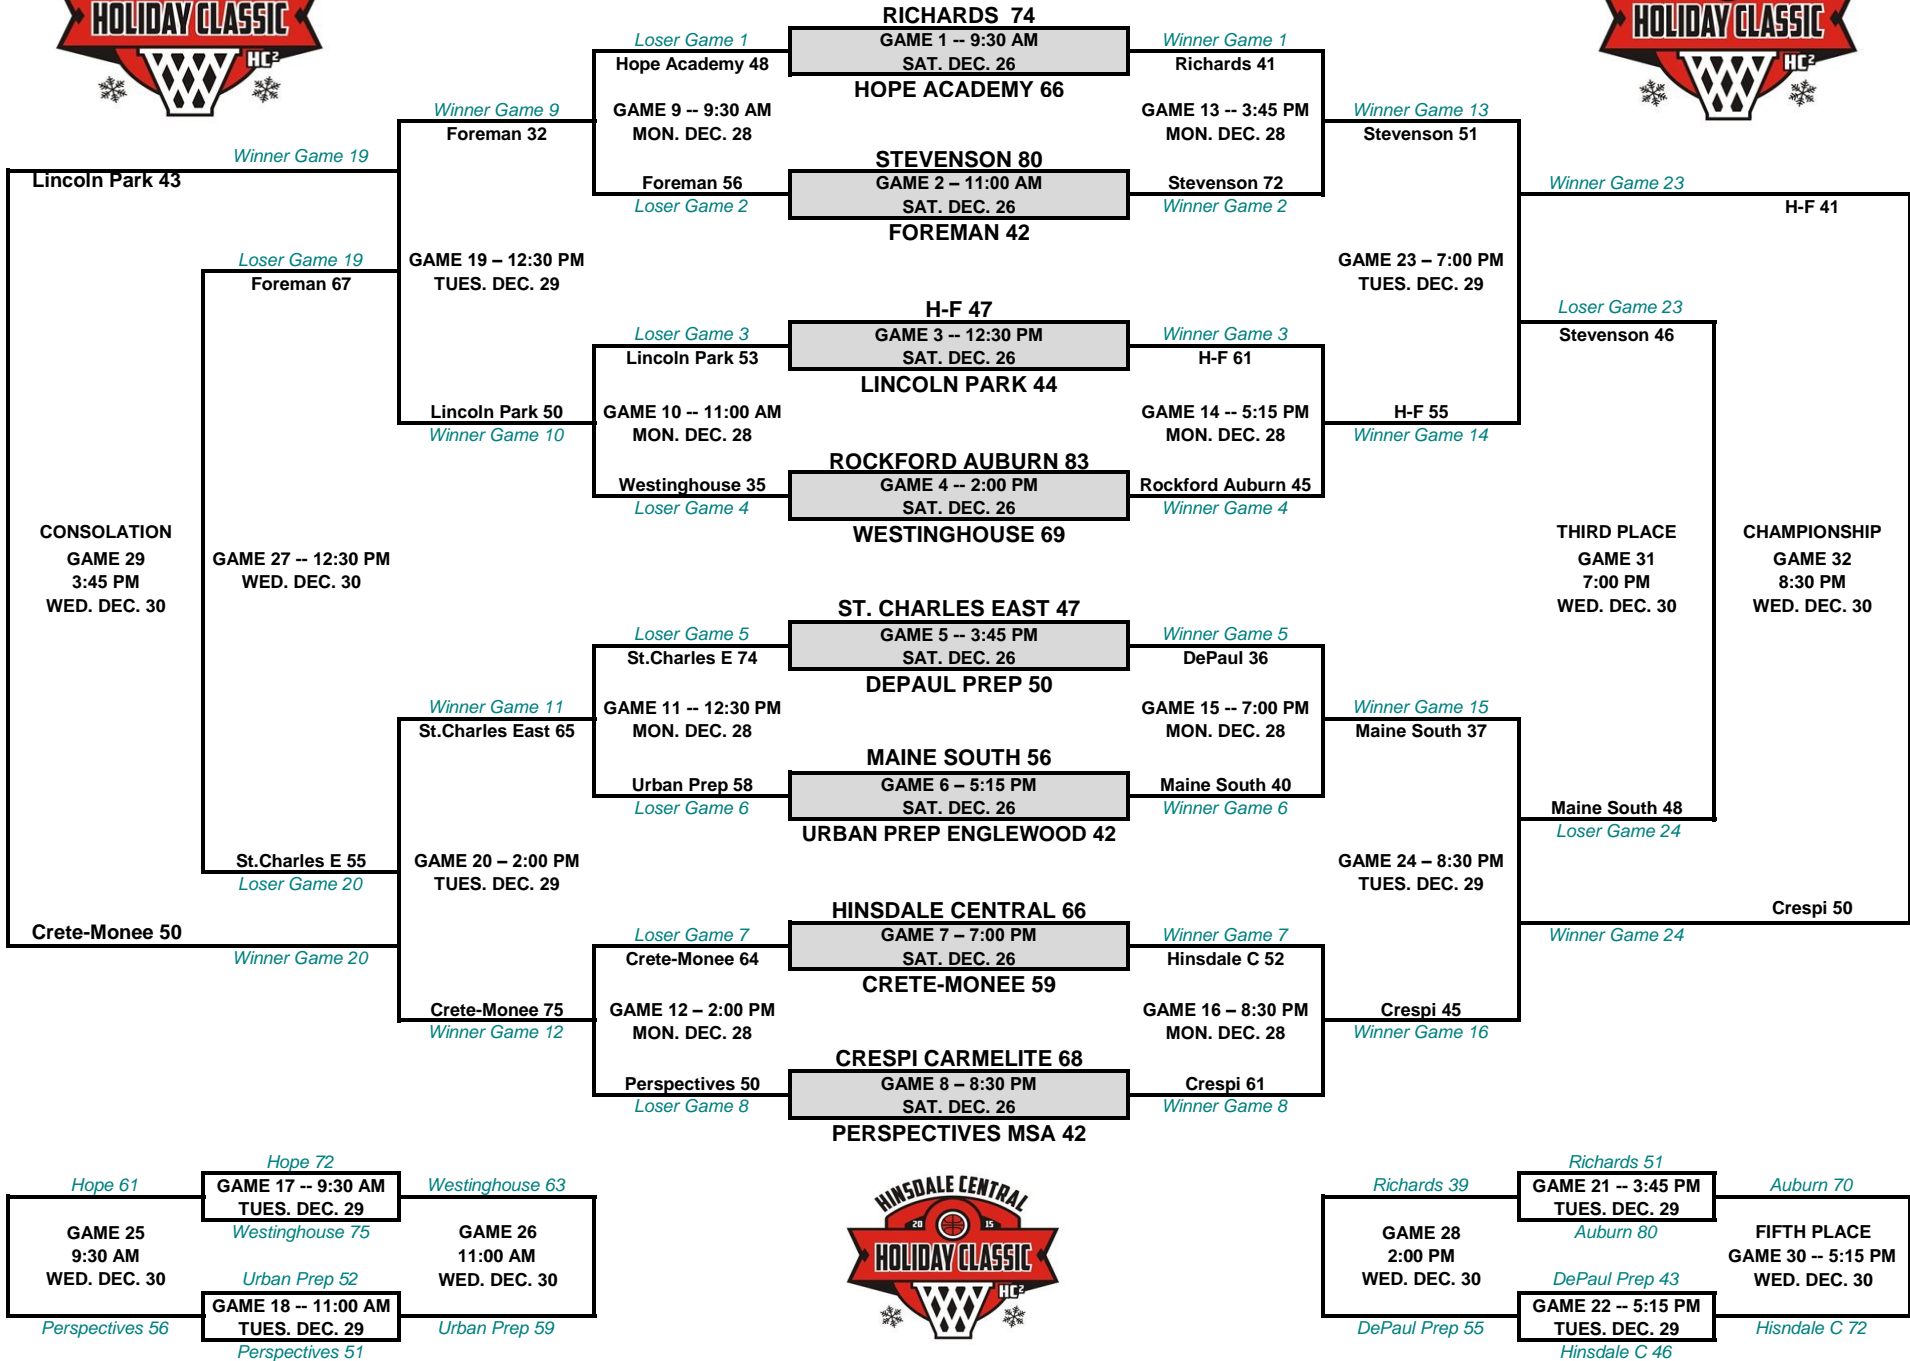 HOLIDAY CLASSIC
HC²
HOLIDAY CLASSIC
HC²
RICHARDS 74
Loser Game 1
GAME 1 -- 9:30 AM
Winner Game 1
Hope Academy 48
SAT. DEC. 26
Richards 41
HOPE ACADEMY 66
Winner Game 9
GAME 9 -- 9:30 AM
GAME 13 -- 3:45 PM
Winner Game 13
Foreman 32
MON. DEC. 28
MON. DEC. 28
Stevenson 51
Winner Game 19
STEVENSON 80
Lincoln Park 43
Foreman 56
GAME 2 – 11:00 AM
Stevenson 72
Winner Game 23
Loser Game 2
SAT. DEC. 26
Winner Game 2
H-F 41
FOREMAN 42
Loser Game 19
GAME 19 – 12:30 PM
GAME 23 – 7:00 PM
Foreman 67
TUES. DEC. 29
TUES. DEC. 29
H-F 47
Loser Game 23
Loser Game 3
GAME 3 -- 12:30 PM
Winner Game 3
Stevenson 46
Lincoln Park 53
SAT. DEC. 26
H-F 61
LINCOLN PARK 44
Lincoln Park 50
GAME 10 -- 11:00 AM
GAME 14 -- 5:15 PM
H-F 55
Winner Game 10
MON. DEC. 28
MON. DEC. 28
Winner Game 14
ROCKFORD AUBURN 83
Westinghouse 35
GAME 4 -- 2:00 PM
Rockford Auburn 45
Loser Game 4
SAT. DEC. 26
Winner Game 4
WESTINGHOUSE 69
CONSOLATION
GAME 29
3:45 PM
WED. DEC. 30
GAME 27 -- 12:30 PM
WED. DEC. 30
THIRD PLACE
GAME 31
7:00 PM
WED. DEC. 30
CHAMPIONSHIP
GAME 32
8:30 PM
WED. DEC. 30
ST. CHARLES EAST 47
Loser Game 5
GAME 5 -- 3:45 PM
Winner Game 5
St.Charles E 74
SAT. DEC. 26
DePaul 36
DEPAUL PREP 50
Winner Game 11
GAME 11 -- 12:30 PM
GAME 15 -- 7:00 PM
Winner Game 15
St.Charles East 65
MON. DEC. 28
MON. DEC. 28
Maine South 37
MAINE SOUTH 56
Urban Prep 58
GAME 6 – 5:15 PM
Maine South 40
Loser Game 6
SAT. DEC. 26
Winner Game 6
Maine South 48
URBAN PREP ENGLEWOOD 42
Loser Game 24
St.Charles E 55
GAME 20 – 2:00 PM
GAME 24 – 8:30 PM
Loser Game 20
TUES. DEC. 29
TUES. DEC. 29
HINSDALE CENTRAL 66
Crespi 50
Crete-Monee 50
Loser Game 7
GAME 7 – 7:00 PM
Winner Game 7
Winner Game 24
Winner Game 20
Crete-Monee 64
SAT. DEC. 26
Hinsdale C 52
CRETE-MONEE 59
Crete-Monee 75
GAME 12 – 2:00 PM
GAME 16 – 8:30 PM
Crespi 45
Winner Game 12
MON. DEC. 28
MON. DEC. 28
Winner Game 16
CRESPI CARMELITE 68
Perspectives 50
GAME 8 – 8:30 PM
Crespi 61
Loser Game 8
SAT. DEC. 26
Winner Game 8
PERSPECTIVES MSA 42
Hope 72
Hope 61
GAME 17 -- 9:30 AM
Westinghouse 63
TUES. DEC. 29
Westinghouse 75
GAME 25
9:30 AM
WED. DEC. 30
GAME 26
11:00 AM
WED. DEC. 30
Urban Prep 52
GAME 18 -- 11:00 AM
Perspectives 56
TUES. DEC. 29
Urban Prep 59
Perspectives 51
HINSDALE CENTRAL
20 15
HOLIDAY CLASSIC
HC²
Richards 51
Richards 39
GAME 21 -- 3:45 PM
Auburn 70
TUES. DEC. 29
Auburn 80
GAME 28
2:00 PM
WED. DEC. 30
FIFTH PLACE
GAME 30 -- 5:15 PM
WED. DEC. 30
DePaul Prep 43
GAME 22 -- 5:15 PM
DePaul Prep 55
TUES. DEC. 29
Hisndale C 72
Hinsdale C 46